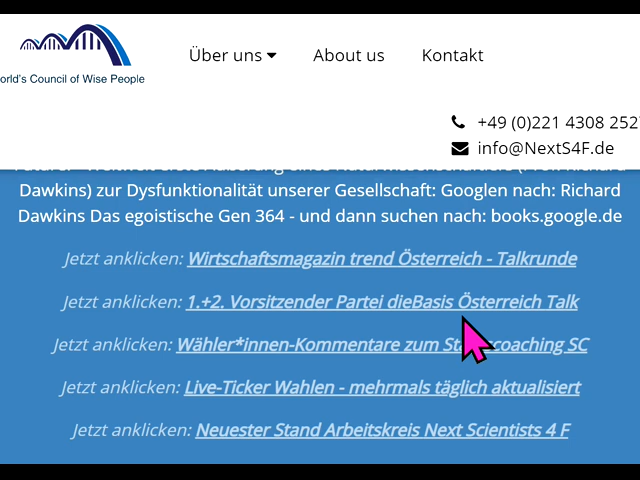 orld's Council of Wise People
Über uns
About us
Kontakt
+49 (0)221 4308 252
info@NextS4F.de
Dawkins) zur Dysfunktionalität unserer Gesellschaft: Googlen nach: Richard
Dawkins Das egoistische Gen 364 - und dann suchen nach: books.google.de
Jetzt anklicken: Wirtschaftsmagazin trend Österreich - Talkrunde
Jetzt anklicken: 1.+2. Vorsitzender Partei dieBasis Österreich Talk
Jetzt anklicken: Wähler*innen-Kommentare zum SC
Jetzt anklicken: Live-Ticker Wahlen - mehrmals täglich aktualisiert
Jetzt anklicken: Neuester Stand Arbeitskreis Next Scientists 4 F